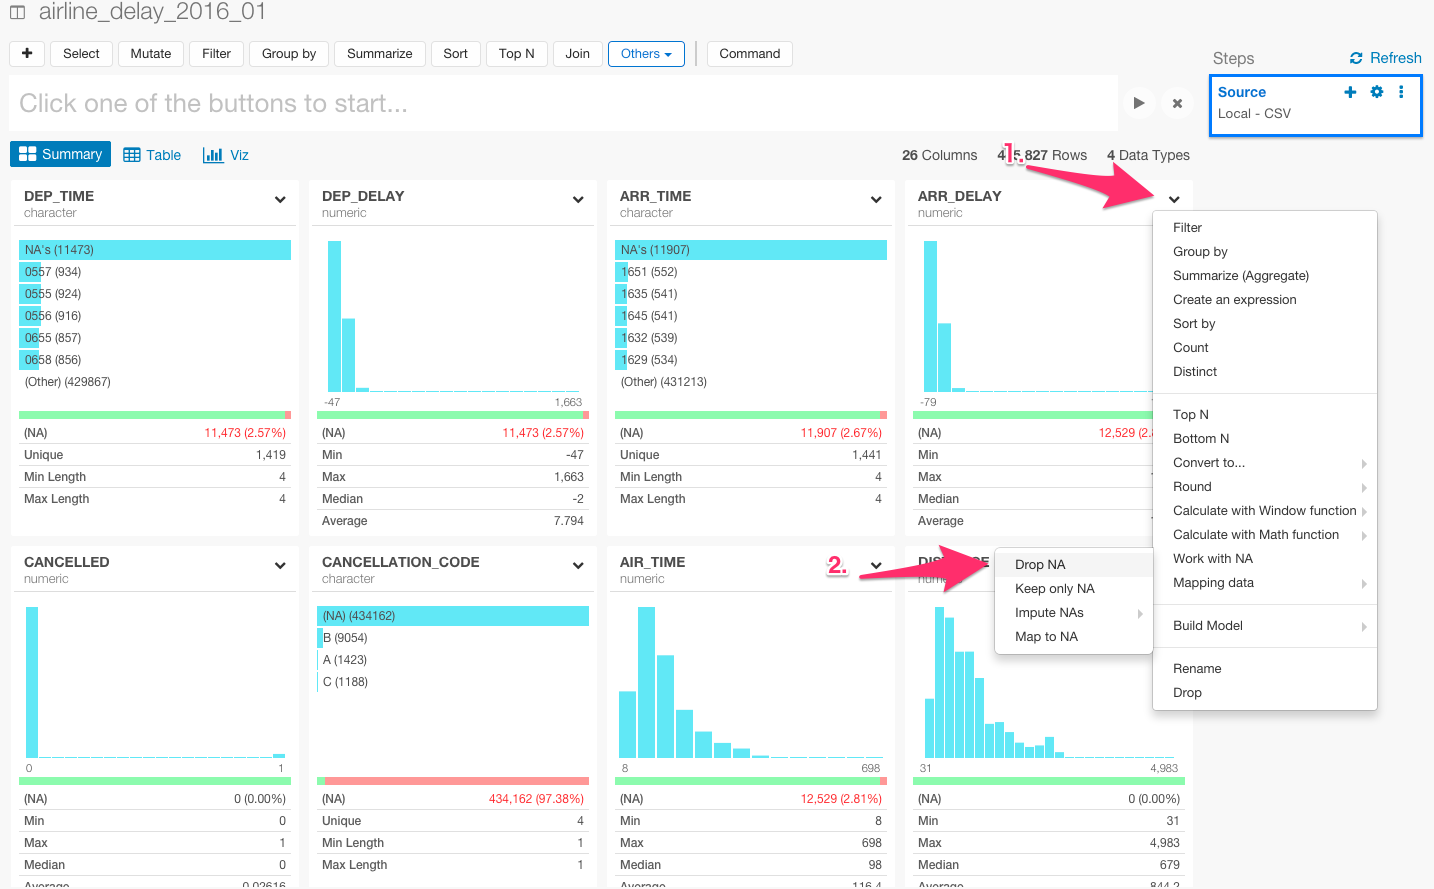 airline_delay_2016_01
+ Select Mutate Filter Group by Summarize Sort Top N Join Others Command
Steps Refresh
Click one of the buttons to start...
Source
Local - CSV
Summary Table Viz 26 Columns 827 Rows 4 Data Types
1.
DEP_TIME
character
NA's (11473)
0557 (934)
0555 (924)
0556 (916)
0655 (857)
0658 (856)
(Other) (429867)
(NA) 11,473 (2.57%)
Unique 1,419
Min Length 4
Max Length 4
DEP_DELAY
numeric
-47 1,663
(NA) 11,473 (2.57%)
Min -47
Max 1,663
Median -2
Average 7.794
ARR_TIME
character
NA's (11907)
1651 (552)
1635 (541)
1645 (541)
1632 (539)
1629 (534)
(Other) (431213)
(NA) 11,907 (2.67%)
Unique 1,441
Min Length 4
Max Length 4
ARR_DELAY
numeric
-79
(NA) 12,529
Min
Max
Median
Average
Filter
Group by
Summarize (Aggregate)
Create an expression
Sort by
Count
Distinct
Top N
Bottom N
Convert to...
Round
Calculate with Window function
Calculate with Math function
Work with NA
Mapping data
Build Model
Rename
Drop
2.
Drop NA
Keep only NA
Impute NAs
Map to NA
CANCELLED
numeric
0 1
(NA) 0 (0.00%)
Min 0
Max 1
Median 0
Average 0.02616
CANCELLATION_CODE
character
(NA) (434162)
B (9054)
A (1423)
C (1188)
(NA) 434,162 (97.38%)
Unique 4
Min Length 1
Max Length 1
AIR_TIME
numeric
8 698
(NA) 12,529 (2.81%)
Min 8
Max 698
Median 98
Average 116.4
31 4,983
(NA) 0 (0.00%)
Min 31
Max 4,983
Median 679
Average 844.2